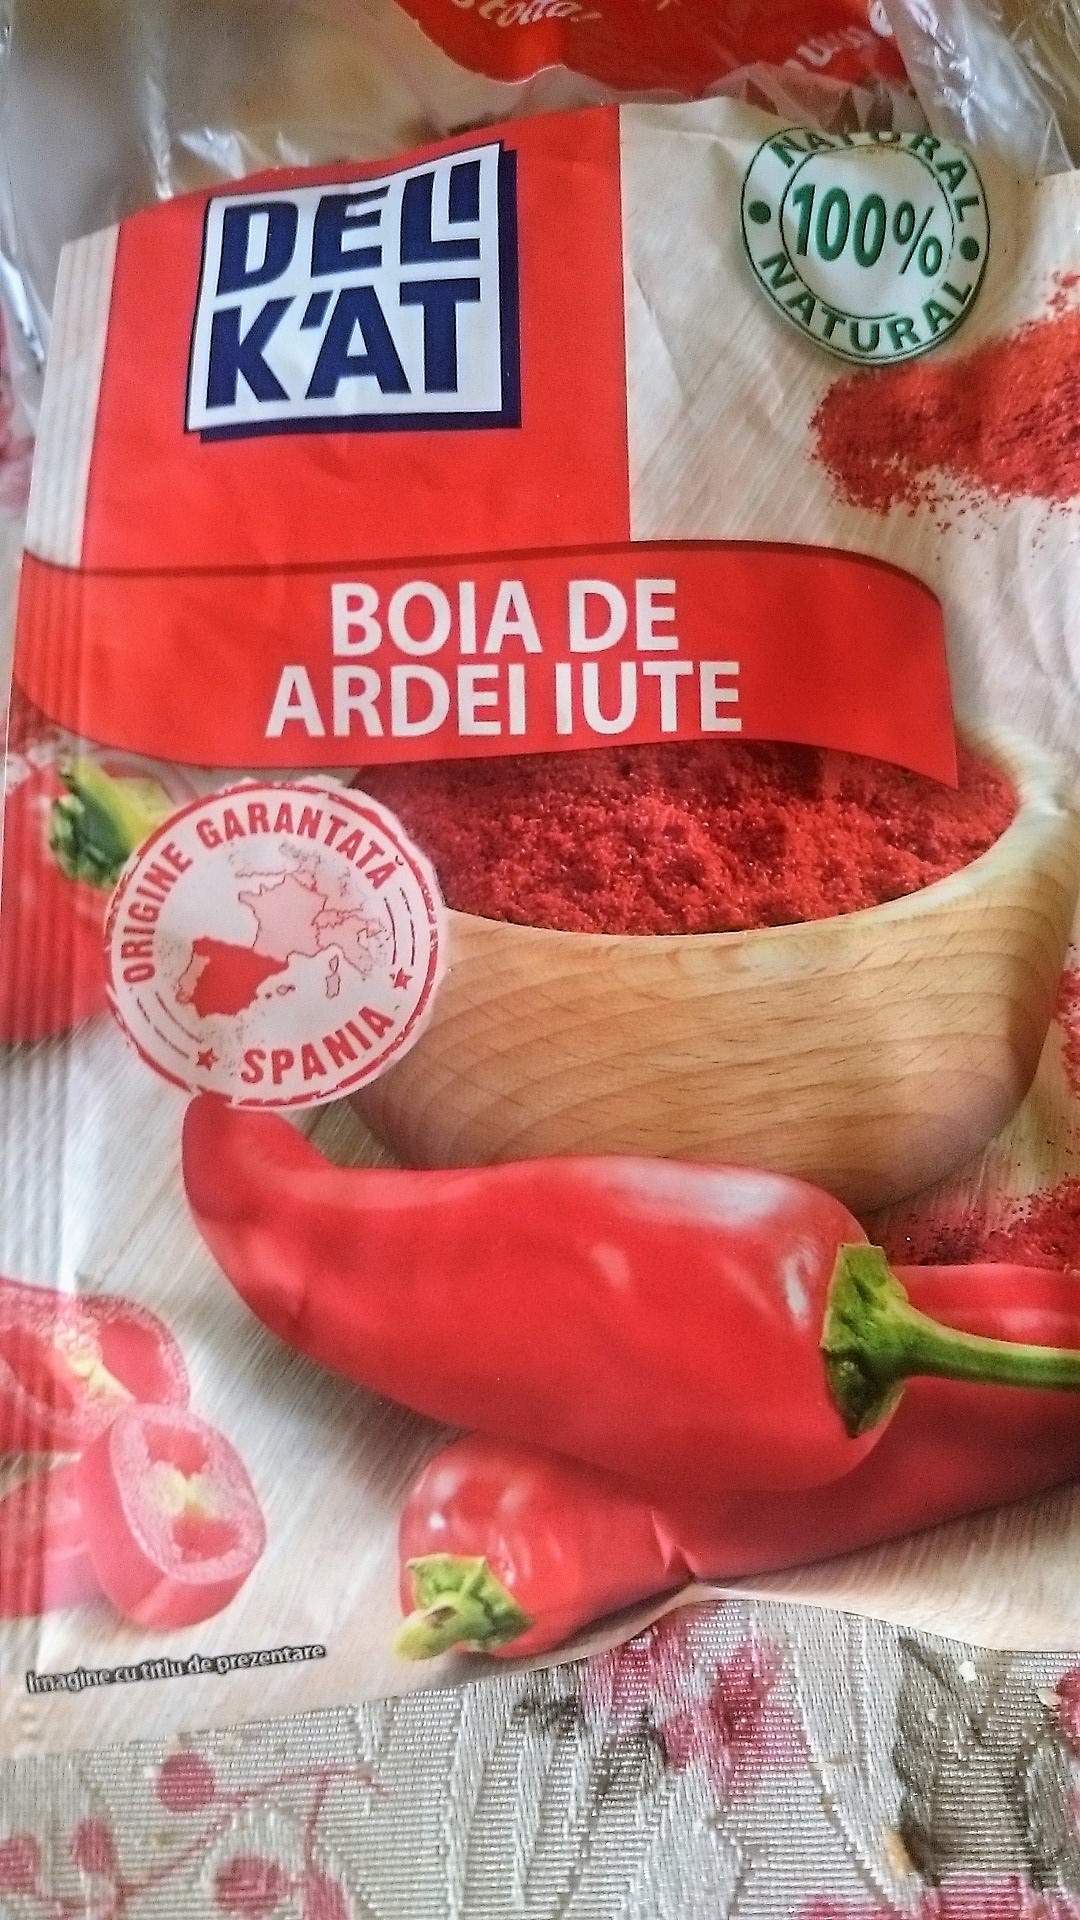 DELI
K'AT
NATURAL
100%
NATURAL
BOIA DE
ARDEI IUTE
ORIGINE GARANTATĂ
SPANIA
Imagine cu titlu de prezentare